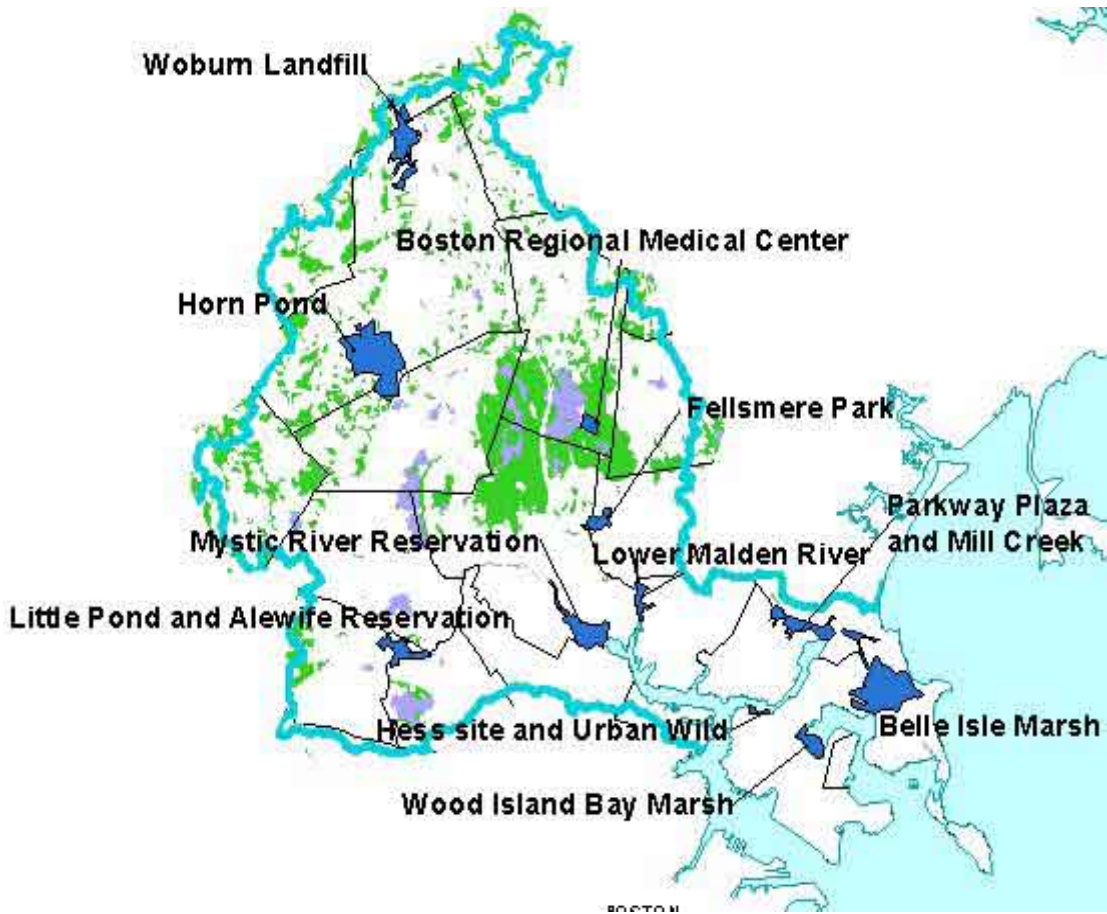 Woburn Landfill
Boston Regional Medical Center
Horn Pond
Fellsmere Park
Parkway Plaza
and Mill Creek
Mystic River Reservation
Lower Malden River
Little Pond and Alewife Reservation
Hess site and Urban Wild
Belle Isle Marsh
Wood Island Bay Marsh
BOSTON